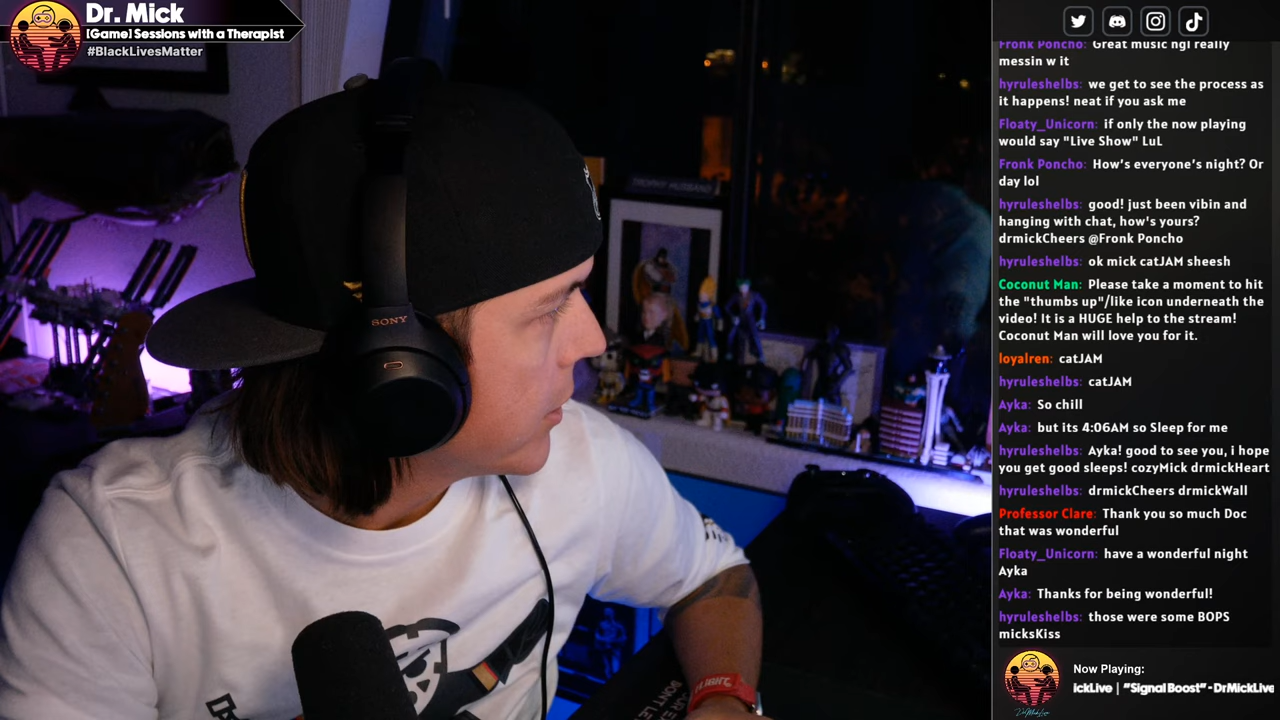 Dr. Mick
[Game] Sessions with a Therapist
#BlackLivesMatter
TROPHY HUSBAND
SONY
Fronk Poncho: Great music ngl really
messin w it
hyruleshelbs: we get to see the process as
it happens! neat if you ask me
Floaty_Unicorn: if only the now playing
would say "Live Show" LuL
Fronk Poncho: How's everyone's night? Or
day lol
hyruleshelbs: good! just been vibin and
hanging with chat, how's yours?
drmickCheers @Fronk Poncho
hyruleshelbs: ok mick catJAM sheesh
Coconut Man: Please take a moment to hit
the "thumbs up"/like icon underneath the
video! It is a HUGE help to the stream!
Coconut Man will love you for it.
loyalren: catJAM
hyruleshelbs: catJAM
Ayka: So chill
Ayka: but its 4:06AM so Sleep for me
hyruleshelbs: Ayka! good to see you, i hope
you get good sleeps! cozyMick drmickHeart
hyruleshelbs: drmickCheers drmickWall
Professor Clare: Thank you so much Doc
that was wonderful
Floaty_Unicorn: have a wonderful night
Ayka
Ayka: Thanks for being wonderful!
hyruleshelbs: those were some BOPS
micksKiss
Now Playing:
ickLive | "Signal Boost" - DrMickLive